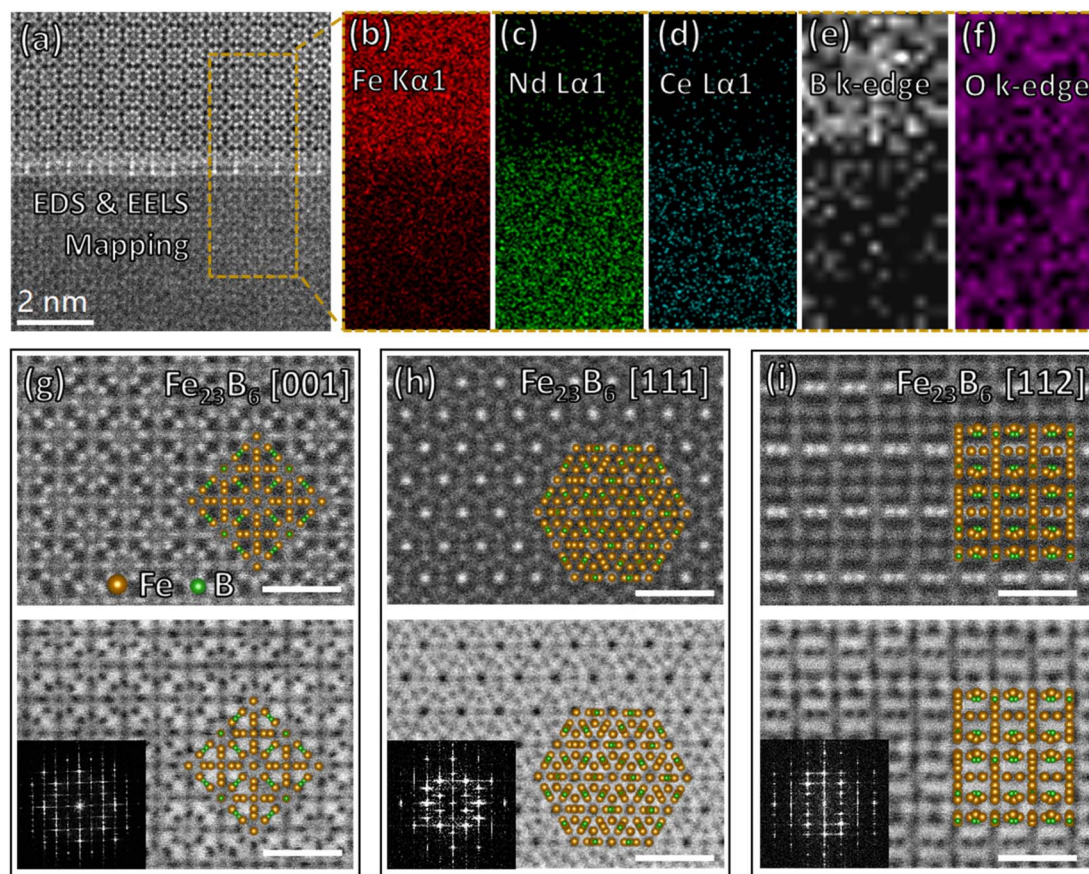 (a)
EDS & EELS
Mapping
2 nm
(b)
Fe Kα1
(c)
Nd Lα1
(d)
Ce Lα1
(e)
B k-edge
(f)
O k-edge
(g)
Fe₂₃B₆ [001]
Fe
B
(h)
Fe₂₃B₆ [111]
(i)
Fe₂₃B₆ [112]